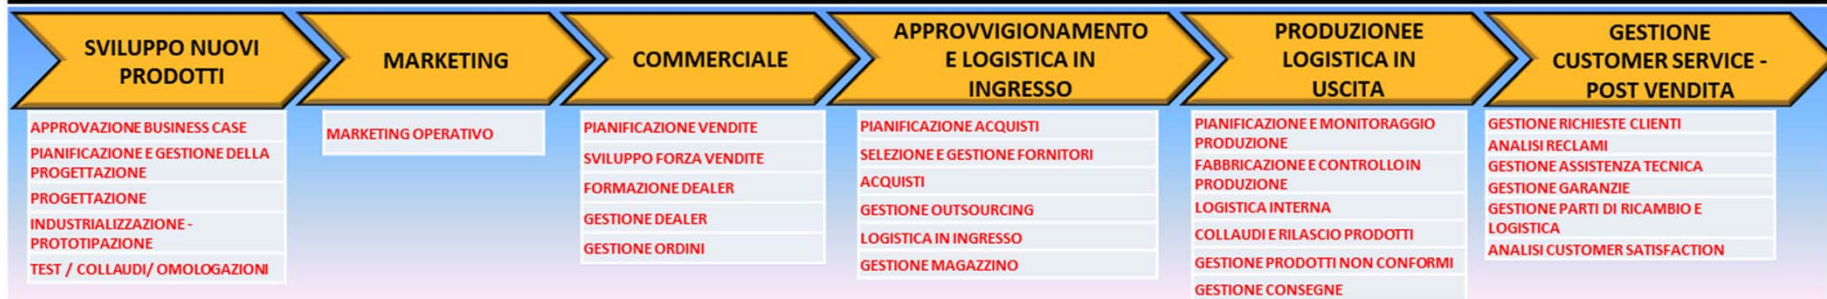 SVILUPPO NUOVI
PRODOTTI
APPROVAZIONE BUSINESS CASE
PIANIFICAZIONE E GESTIONE DELLA
PROGETTAZIONE
PROGETTAZIONE
INDUSTRIALIZZAZIONE -
PROTOTIPAZIONE
TEST / COLLAUDI/ OMOLOGAZIONI
MARKETING
MARKETING OPERATIVO
COMMERCIALE
PIANIFICAZIONE VENDITE
SVILUPPO FORZA VENDITE
FORMAZIONE DEALER
GESTIONE DEALER
GESTIONE ORDINI
APPROVVIGIONAMENTO
E LOGISTICA IN
INGRESSO
PIANIFICAZIONE ACQUISTI
SELEZIONE E GESTIONE FORNITORI
ACQUISTI
GESTIONE OUTSOURCING
LOGISTICA IN INGRESSO
GESTIONE MAGAZZINO
PRODUZIONEE
LOGISTICA IN
USCITA
PIANIFICAZIONE E MONITORAGGIO
PRODUZIONE
FABBRICAZIONE E CONTROLLO IN
PRODUZIONE
LOGISTICA INTERNA
COLLAUDI E RILASCIO PRODOTTI
GESTIONE PRODOTTI NON CONFORMI
GESTIONE CONSEGNE
GESTIONE
CUSTOMER SERVICE -
POST VENDITA
GESTIONE RICHIESTE CLIENTI
ANALISI RECLAMI
GESTIONE ASSISTENZA TECNICA
GESTIONE GARANZIE
GESTIONE PARTI DI RICAMBIO E
LOGISTICA
ANALISI CUSTOMER SATISFACTION